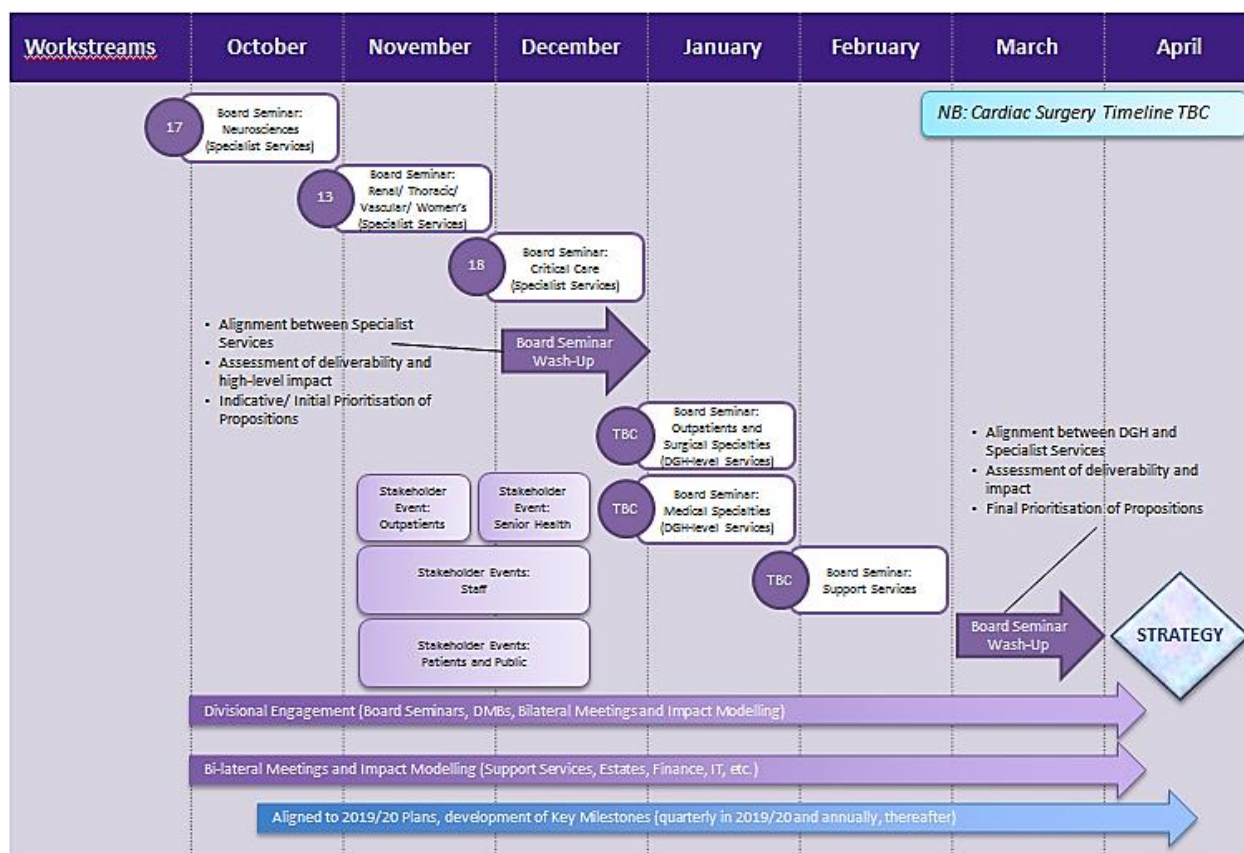 Workstreams
October
November
December
January
February
March
April
NB: Cardiac Surgery Timeline TBC
17
Board Seminar:
Neurosciences
(Specialist Services)
13
Board Seminar:
Renal/ Thoracic/
Vascular/ Women's
(Specialist Services)
18
Board Seminar:
Critical Care
(Specialist Services)
• Alignment between Specialist
Services
• Assessment of deliverability and
high-level impact
• Indicative/ Initial Prioritisation of
Propositions
Board Seminar
Wash-Up
TBC
Board Seminar:
Outpatients and
Surgical Specialties
(DGH-level Services)
TBC
Board Seminar:
Medical Specialties
(DGH-level Services)
Stakeholder
Event:
Outpatients
Stakeholder
Event:
Senior Health
Stakeholder Events:
Staff
Stakeholder Events:
Patients and Public
TBC
Board Seminar:
Support Services
• Alignment between DGH and
Specialist Services
• Assessment of deliverability and
impact
• Final Prioritisation of Propositions
Board Seminar
Wash-Up
STRATEGY
Divisional Engagement (Board Seminars, DMBs, Bilateral Meetings and Impact Modelling)
Bi-lateral Meetings and Impact Modelling (Support Services, Estates, Finance, IT, etc.)
Aligned to 2019/20 Plans, development of Key Milestones (quarterly in 2019/20 and annually, thereafter)